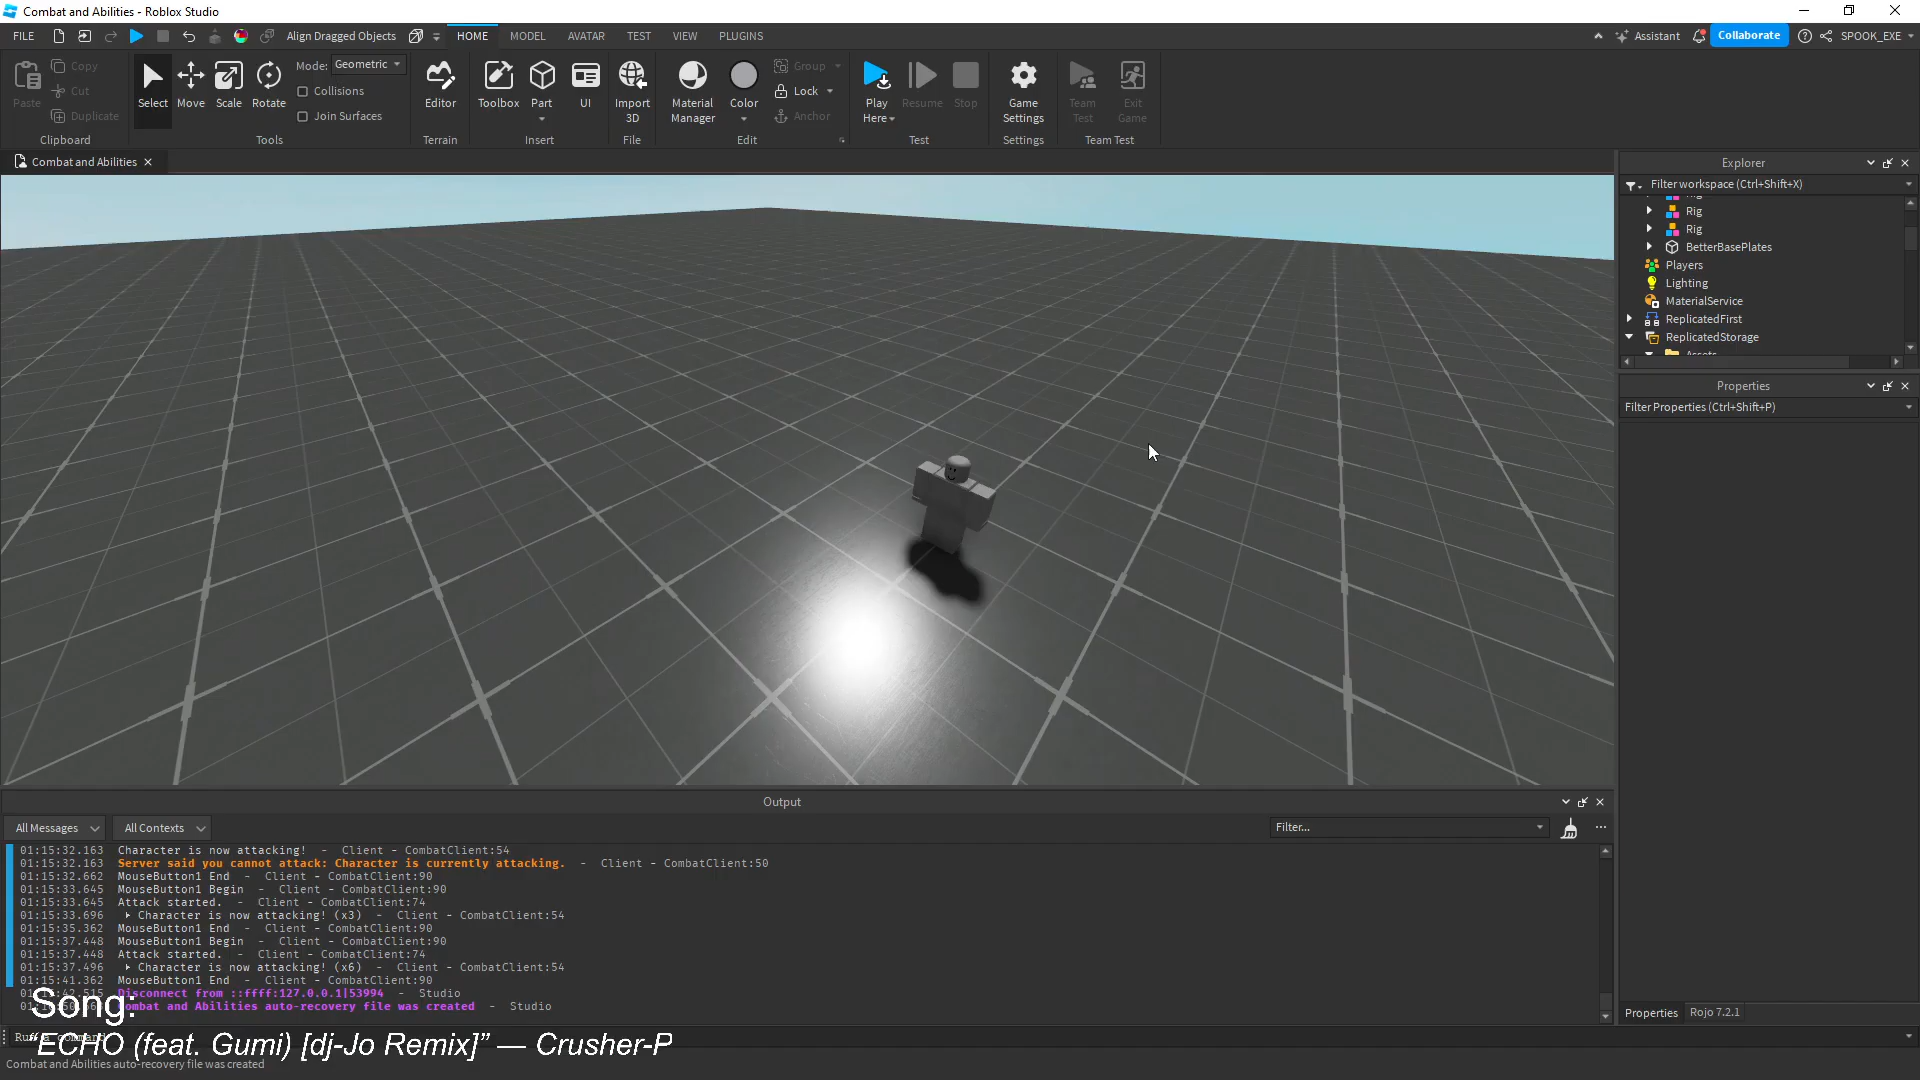 Combat and Abilities - Roblox Studio
FILE Align Dragged Objects HOME MODEL AVATAR TEST VIEW PLUGINS Assistant Collaborate SPOOK_EXE
Paste Copy Cut Duplicate Clipboard
Select Move Scale Rotate Mode: Geometric Collisions Join Surfaces Tools
Editor Terrain
Toolbox Part UI Insert
Import 3D File
Material Manager Color Group Lock Anchor Edit
Play Here Resume Stop Test
Game Settings Settings
Team Test Exit Game Team Test
Combat and Abilities
Explorer
Filter workspace (Ctrl+Shift+X)
Rig
Rig
BetterBasePlates
Players
Lighting
MaterialService
ReplicatedFirst
ReplicatedStorage
Assets
Properties
Filter Properties (Ctrl+Shift+P)
Properties Rojo 7.2.1
Output
All Messages All Contexts Filter...
01:15:32.163 Character is now attacking! - Client - CombatClient:54
01:15:32.163 Server said you cannot attack: Character is currently attacking. - Client - CombatClient:50
01:15:32.662 MouseButton1 End - Client - CombatClient:90
01:15:33.645 MouseButton1 Begin - Client - CombatClient:90
01:15:33.645 Attack started. - Client - CombatClient:74
01:15:33.696 Character is now attacking! (x3) - Client - CombatClient:54
01:15:35.362 MouseButton1 End - Client - CombatClient:90
01:15:37.448 MouseButton1 Begin - Client - CombatClient:90
01:15:37.448 Attack started. - Client - CombatClient:74
01:15:37.496 Character is now attacking! (x6) - Client - CombatClient:54
01:15:41.362 MouseButton1 End - Client - CombatClient:90
Disconnect from ::ffff:127.0.0.1|53994 - Studio
Combat and Abilities auto-recovery file was created - Studio
Song:
Run a command
“ECHO (feat. Gumi) [dj-Jo Remix]” — Crusher-P
Combat and Abilities auto-recovery file was created